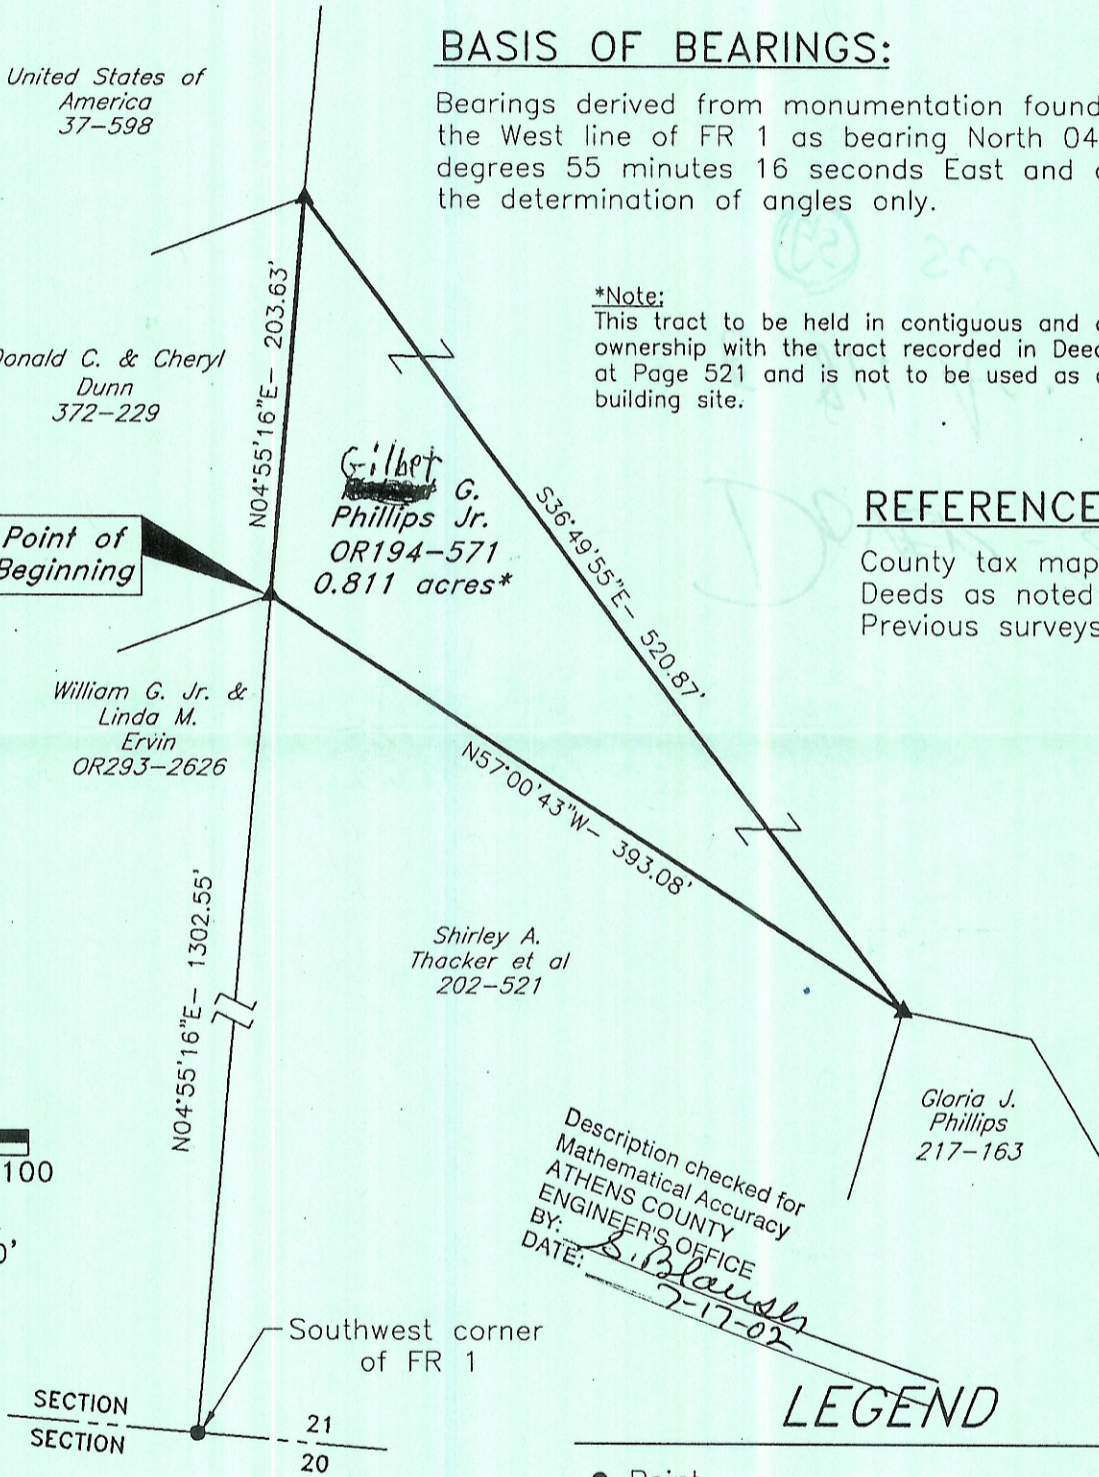 United States of
America
37-598
BASIS OF BEARINGS:
Bearings derived from monumentation found
the West line of FR 1 as bearing North 04
degrees 55 minutes 16 seconds East and
the determination of angles only.
*Note:
This tract to be held in contiguous and
ownership with the tract recorded in Deed
at Page 521 and is not to be used as a
building site.
Donald C. & Cheryl
Dunn
372-229
N04°55'16"E- 203.63'
Gilbert
G.
Phillips Jr.
OR194-571
0.811 acres*
S36°49'55"E- 520.87'
REFERENCE
County tax map
Deeds as noted
Previous surveys
Point of
Beginning
William G. Jr. &
Linda M.
Ervin
OR293-2626
N57°00'43"W- 393.08'
N04°55'16"E- 1302.55'
Shirley A.
Thacker et al
202-521
Gloria J.
Phillips
217-163
100
0'
Description checked for
Mathematical Accuracy
ATHENS COUNTY
ENGINEER'S OFFICE
BY: S. Blauser
DATE: 7-17-02
Southwest corner
of FR 1
SECTION 21
SECTION 20
LEGEND
Point